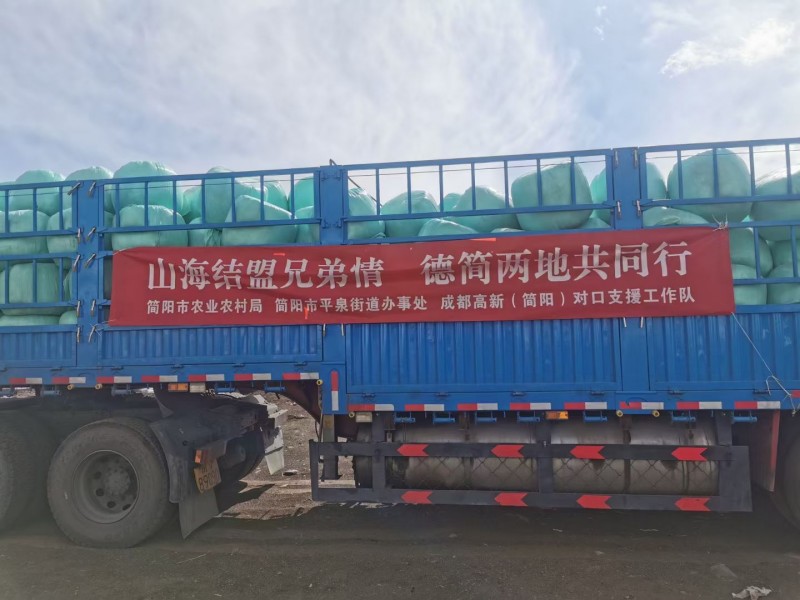 山海结盟兄弟情 德简两地共同行
简阳市农业农村局 简阳市平泉街道办事处 成都高新（简阳）对口支援工作队